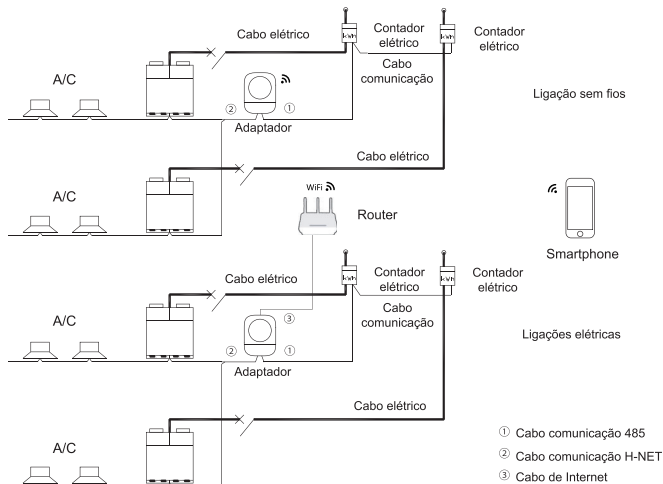 Cabo elétrico
Contador
elétrico
kWh
kWh
Contador
elétrico
Cabo
comunicação
A/C
②
①
Adaptador
Ligação sem fios
Cabo elétrico
A/C
WiFi
Router
Smartphone
Cabo elétrico
Contador
elétrico
kWh
kWh
Contador
elétrico
Cabo
comunicação
A/C
③
②
①
Adaptador
Ligações elétricas
Cabo elétrico
A/C
① Cabo comunicação 485
② Cabo comunicação H-NET
③ Cabo de Internet